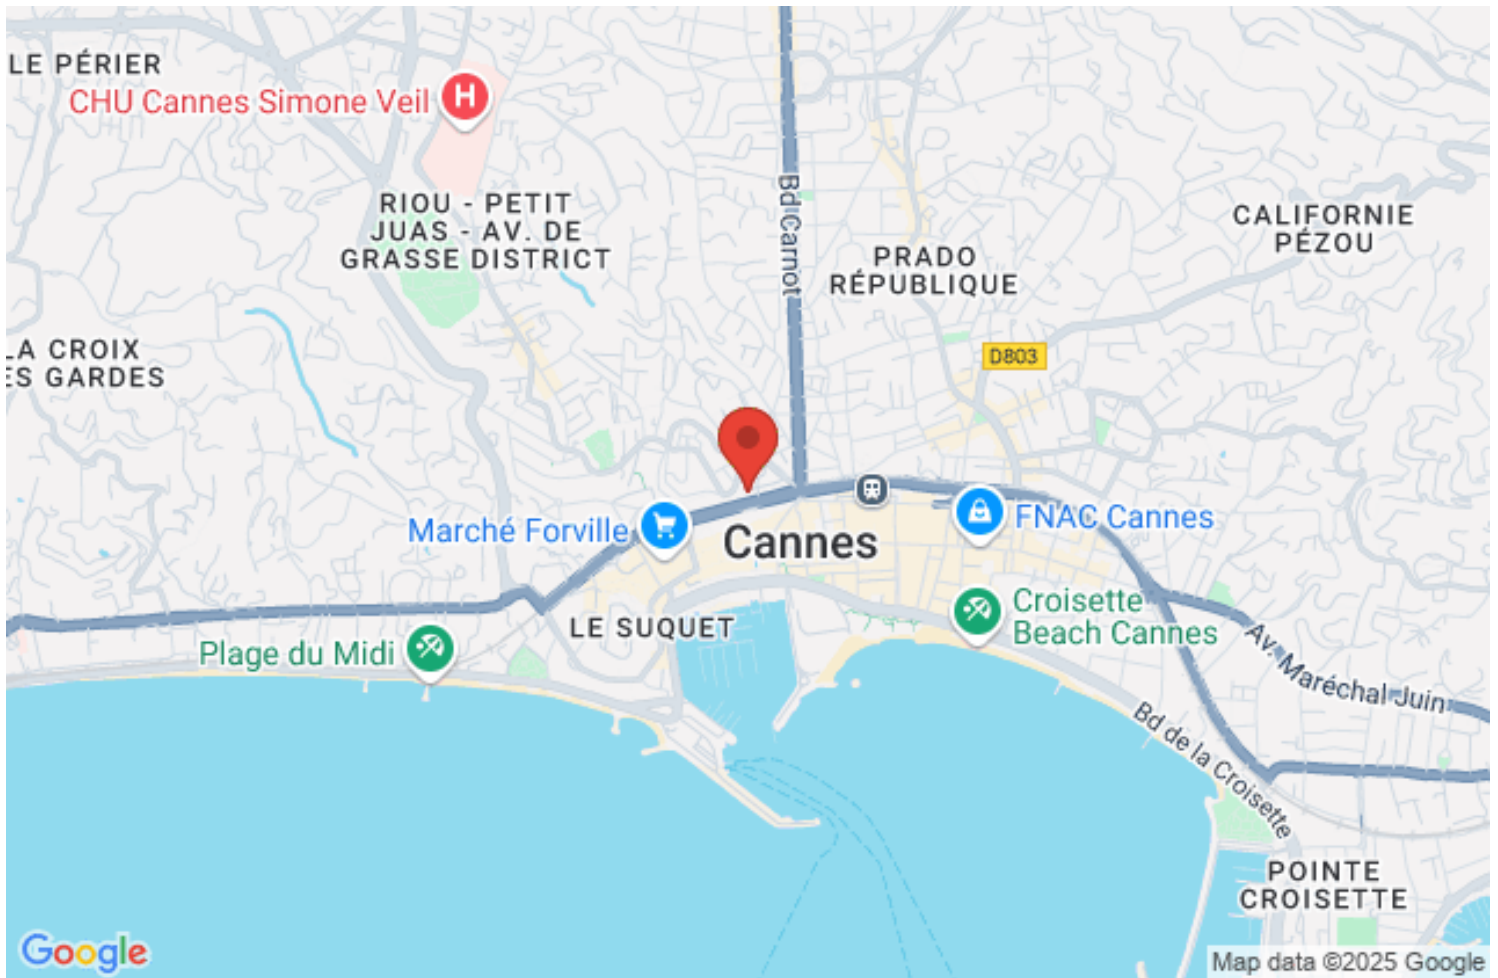 LE PÉRIER
CHU Cannes Simone Veil
H
RIOU - PETIT
JUAS - AV. DE
GRASSE DISTRICT
Bd Carnot
PRADO
RÉPUBLIQUE
CALIFORNIE
PÉZOU
LA CROIX
ES GARDES
D803
Marché Forville
Cannes
FNAC Cannes
LE SUQUET
Croisette
Beach Cannes
Plage du Midi
Av. Maréchal Juin
Bd de la Croisette
POINTE
CROISETTE
Google
Map data ©2025 Google